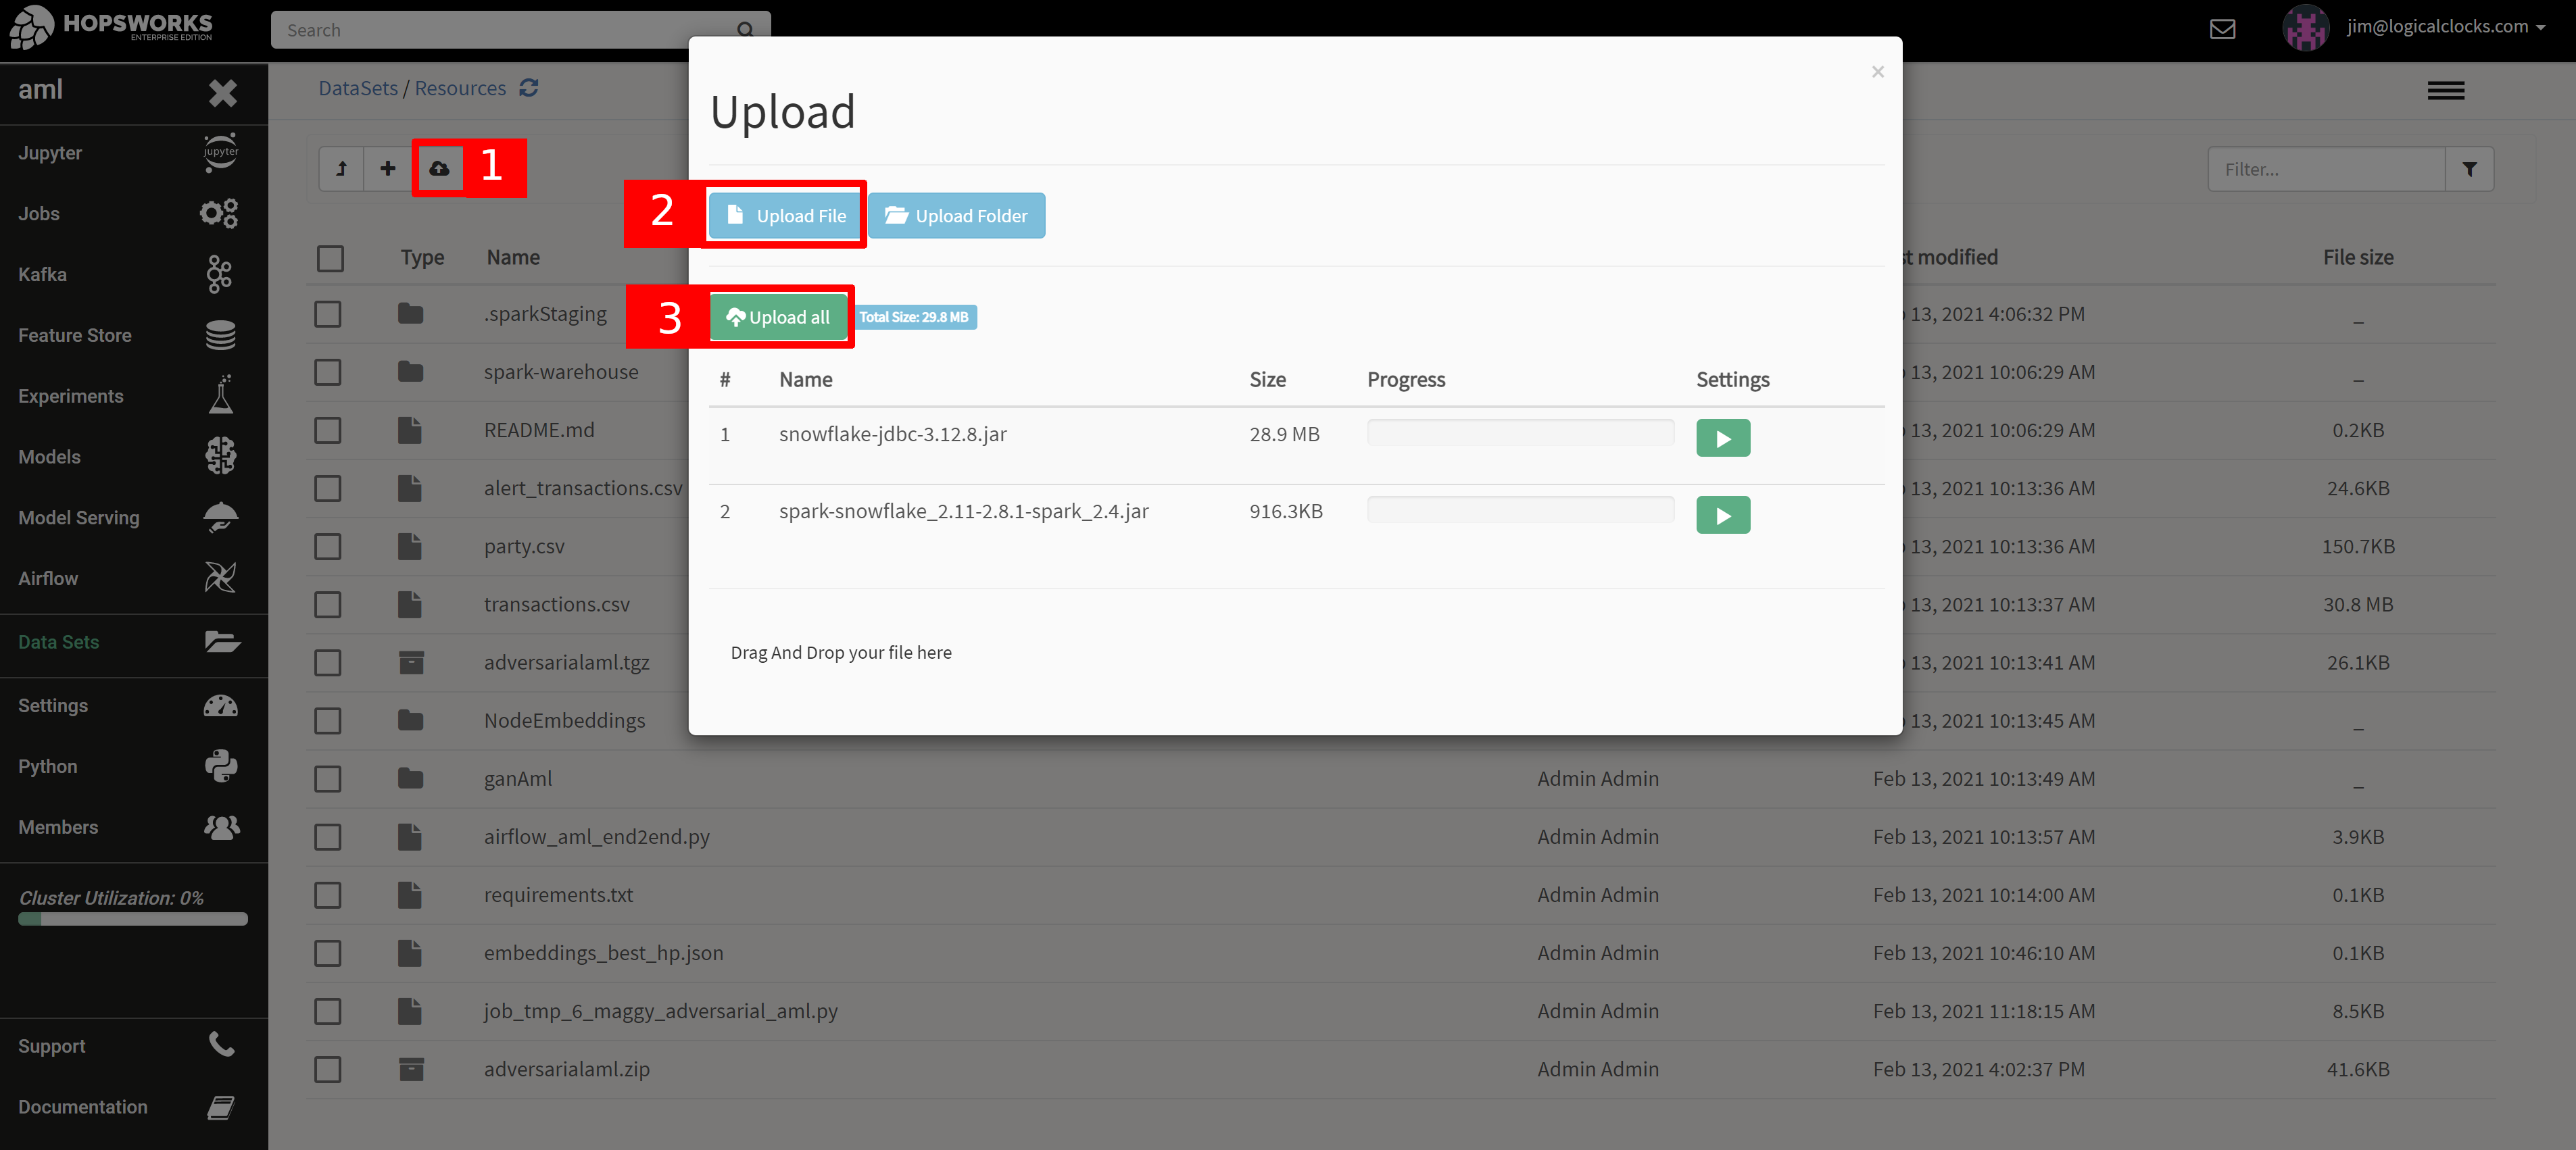 HOPSWORKS
ENTERPRISE EDITION
Search
jim@logicalclocks.com
aml
DataSets / Resources
Jupyter
jupyter
Jobs
Kafka
Feature Store
Experiments
Models
Model Serving
Airflow
Data Sets
Settings
Python
Members
Cluster Utilization: 0%
Support
Documentation
1
Filter...
Upload
×
2
Upload File
Upload Folder
3
Upload all
Total Size: 29.8 MB
# Name Size Progress Settings
1 snowflake-jdbc-3.12.8.jar 28.9 MB
2 spark-snowflake_2.11-2.8.1-spark_2.4.jar 916.3KB
Drag And Drop your file here
Type Name modified File size
.sparkStaging 13, 2021 4:06:32 PM _
spark-warehouse 13, 2021 10:06:29 AM _
README.md 13, 2021 10:06:29 AM 0.2KB
alert_transactions.csv 13, 2021 10:13:36 AM 24.6KB
party.csv 13, 2021 10:13:36 AM 150.7KB
transactions.csv 13, 2021 10:13:37 AM 30.8 MB
adversarialaml.tgz 13, 2021 10:13:41 AM 26.1KB
NodeEmbeddings 13, 2021 10:13:45 AM _
ganAml Admin Admin Feb 13, 2021 10:13:49 AM _
airflow_aml_end2end.py Admin Admin Feb 13, 2021 10:13:57 AM 3.9KB
requirements.txt Admin Admin Feb 13, 2021 10:14:00 AM 0.1KB
embeddings_best_hp.json Admin Admin Feb 13, 2021 10:46:10 AM 0.1KB
job_tmp_6_maggy_adversarial_aml.py Admin Admin Feb 13, 2021 11:18:15 AM 8.5KB
adversarialaml.zip Admin Admin Feb 13, 2021 4:02:37 PM 41.6KB